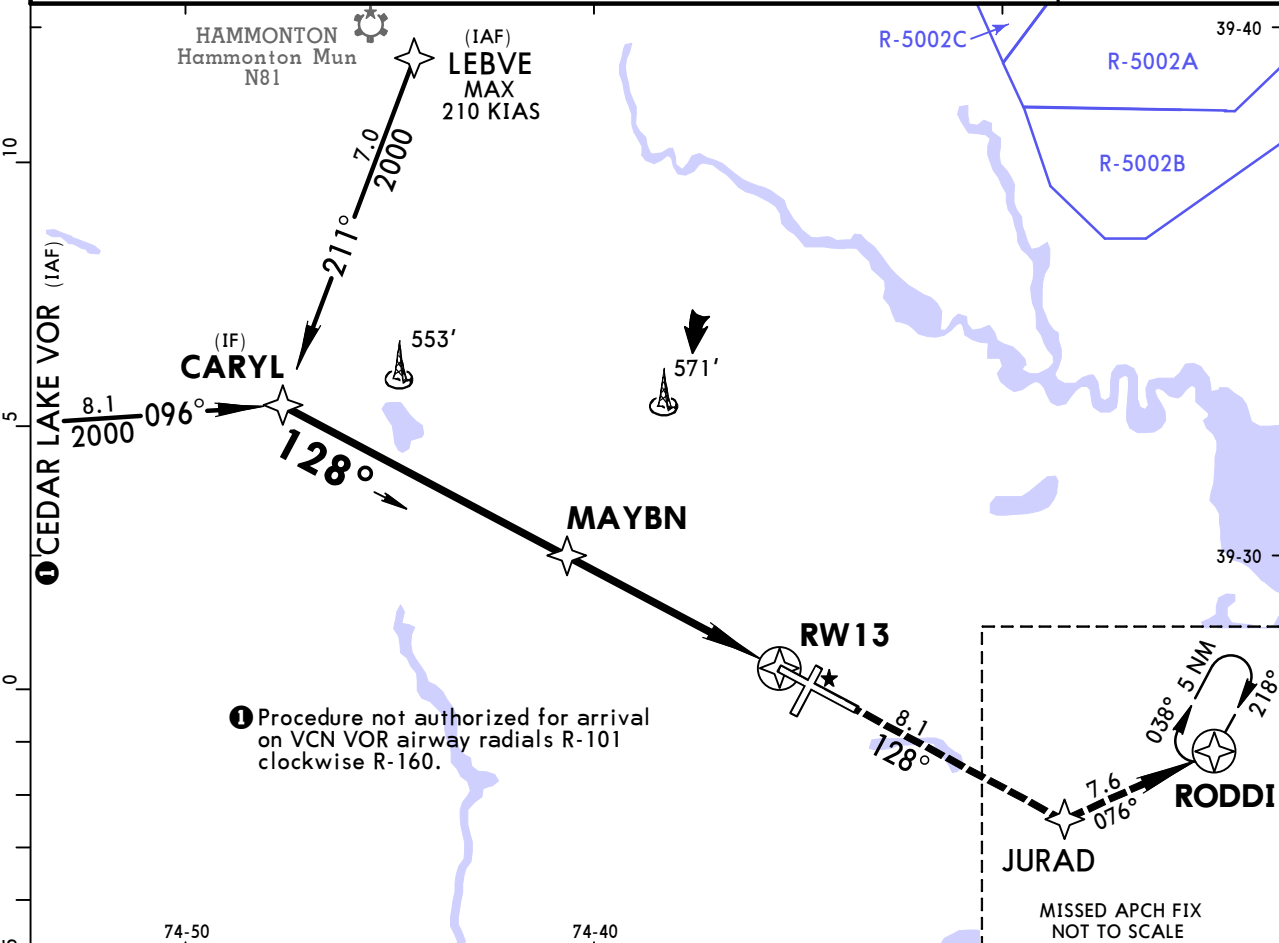 HAMMONTON
Hammonton Mun
N81
(IAF)
LEBVE
MAX
210 KIAS
R-5002C
R-5002A
39-40
R-5002B
10
7.0
2000
211°
(IF)
CARYL
553'
571'
❶ CEDAR LAKE VOR (IAF)
8.1
096°
2000
5
128°
MAYBN
39-30
RW13
0
❶ Procedure not authorized for arrival
on VCN VOR airway radials R-101
clockwise R-160.
8.1
128°
5 NM
038°
218°
7.6
076°
RODDI
JURAD
MISSED APCH FIX
NOT TO SCALE
74-50
74-40